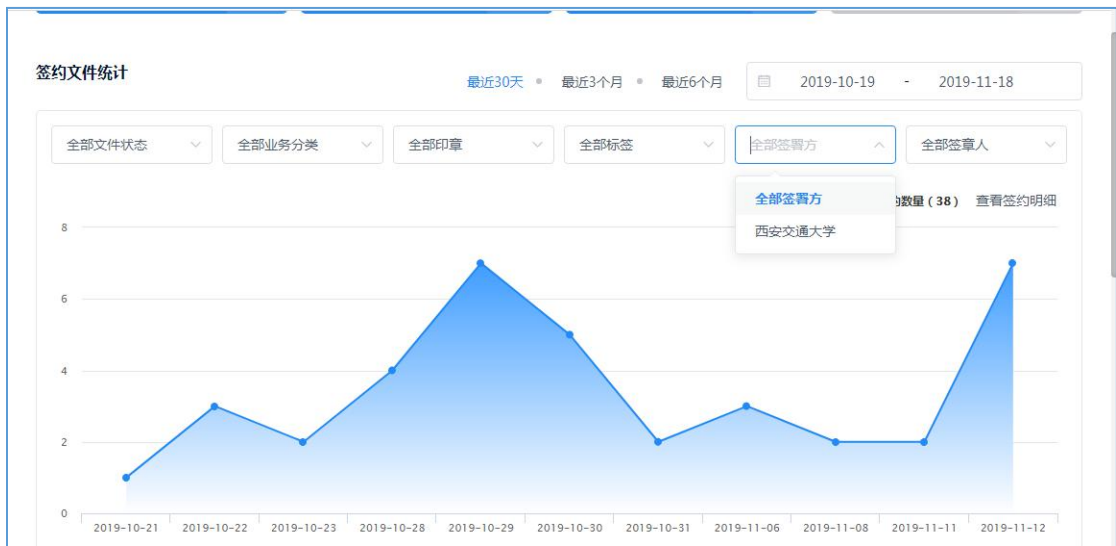 签约文件统计
最近30天 最近3个月 最近6个月 2019-10-19 - 2019-11-18
全部文件状态 全部业务分类 全部印章 全部标签 全部签署方 全部签章人
全部签署方
西安交通大学
数量（38） 查看签约明细
8
6
4
2
0
2019-10-21 2019-10-22 2019-10-23 2019-10-28 2019-10-29 2019-10-30 2019-10-31 2019-11-06 2019-11-08 2019-11-11 2019-11-12